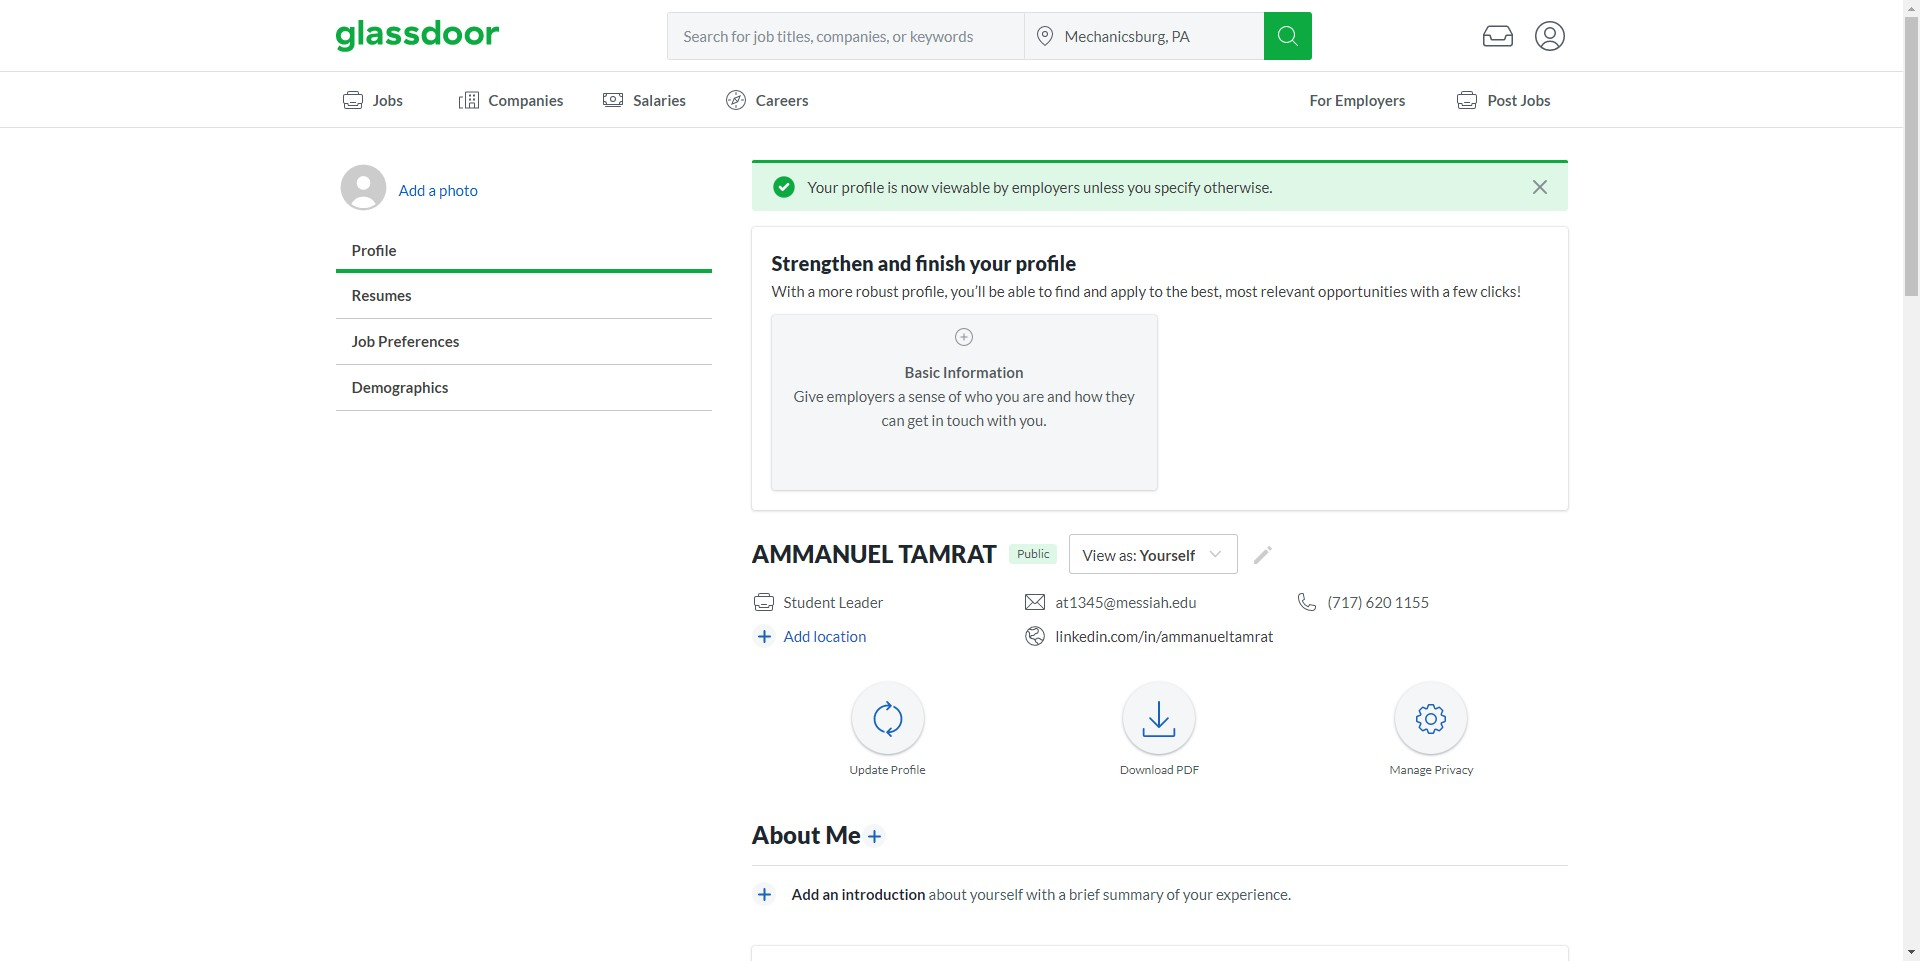 glassdoor
Search for job titles, companies, or keywords
Mechanicsburg, PA
Jobs
Companies
Salaries
Careers
For Employers
Post Jobs
Add a photo
Profile
Resumes
Job Preferences
Demographics
Your profile is now viewable by employers unless you specify otherwise.
Strengthen and finish your profile
With a more robust profile, you’ll be able to find and apply to the best, most relevant opportunities with a few clicks!
Basic Information
Give employers a sense of who you are and how they
can get in touch with you.
AMMANUEL TAMRAT
Public
View as: Yourself
Student Leader
at1345@messiah.edu
(717) 620 1155
Add location
linkedin.com/in/ammanueltamrat
Update Profile
Download PDF
Manage Privacy
About Me
Add an introduction about yourself with a brief summary of your experience.